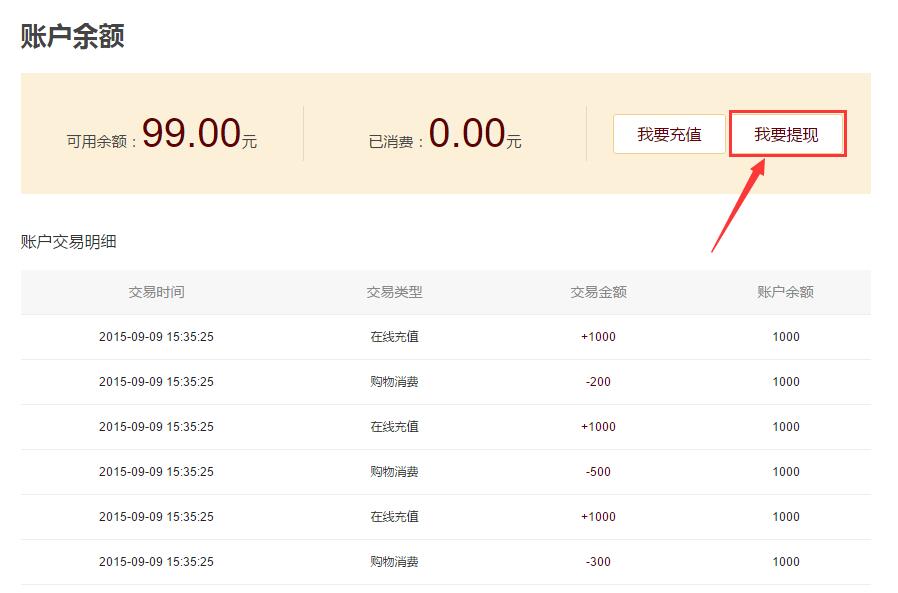 账户余额
可用余额：99.00元 已消费：0.00元 我要充值 我要提现
账户交易明细
交易时间 交易类型 交易金额 账户余额
2015-09-09 15:35:25 在线充值 +1000 1000
2015-09-09 15:35:25 购物消费 -200 1000
2015-09-09 15:35:25 在线充值 +1000 1000
2015-09-09 15:35:25 购物消费 -500 1000
2015-09-09 15:35:25 在线充值 +1000 1000
2015-09-09 15:35:25 购物消费 -300 1000